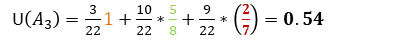 U(A₃) = 3/22 1 + 10/22 * 5/8 + 9/22 * (2/7) = 0.54